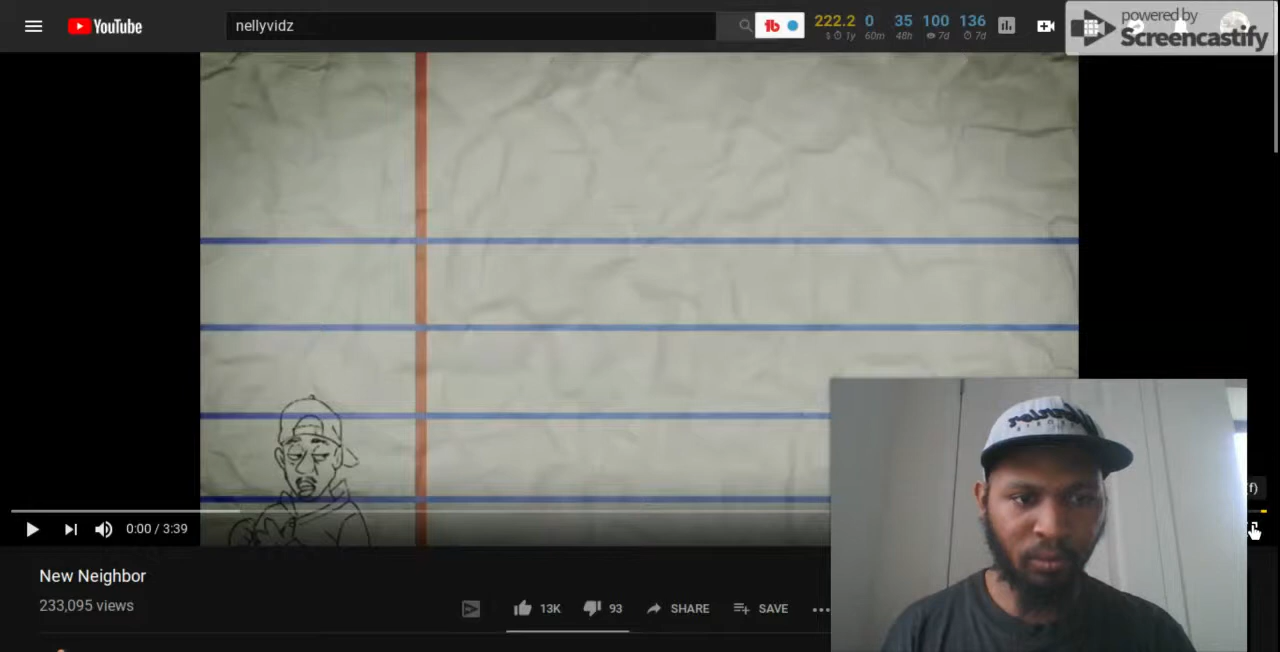 YouTube
nellyvidz
222.2 0 35 100 136
1y 60m 48h 7d 7d
powered by
Screencastify
(f)
0:00 / 3:39
New Neighbor
233,095 views
13K 93 SHARE SAVE